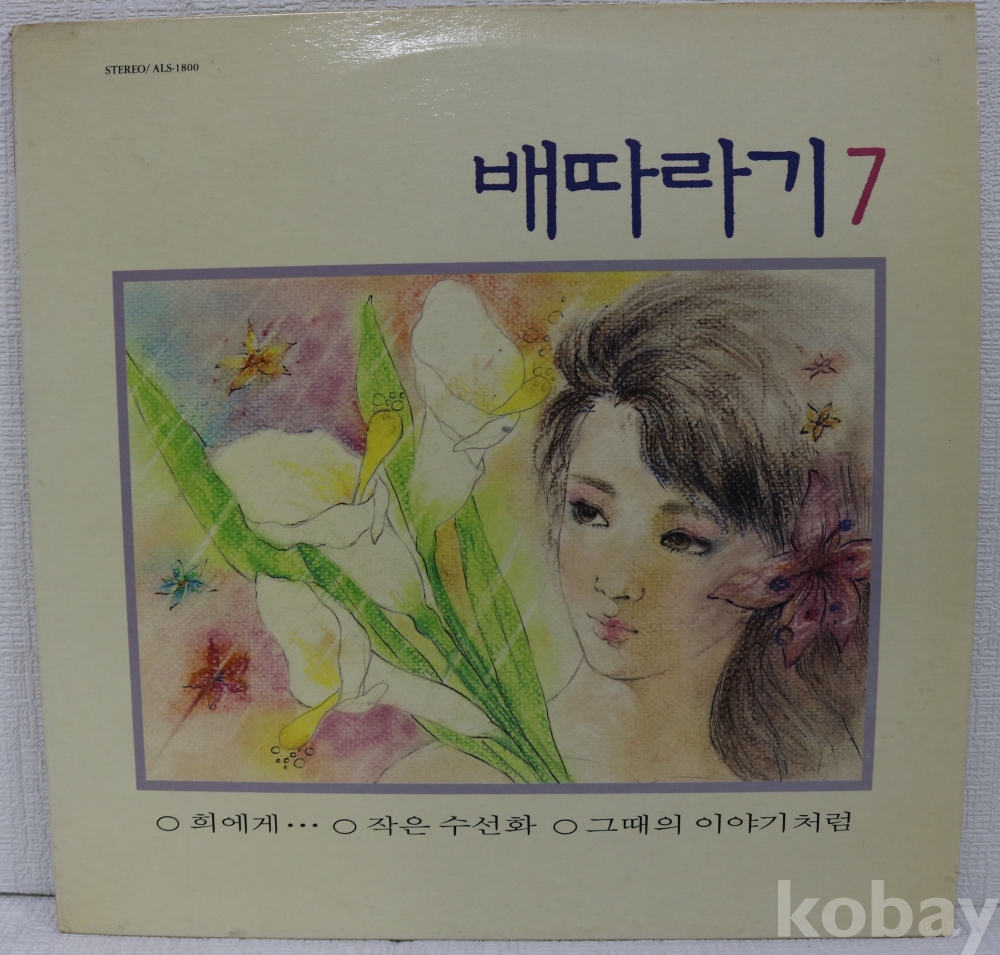 STEREO/ ALS-1800
배따라기 7
○ 희에게··· ○ 작은 수선화 ○ 그때의 이야기처럼
kobay